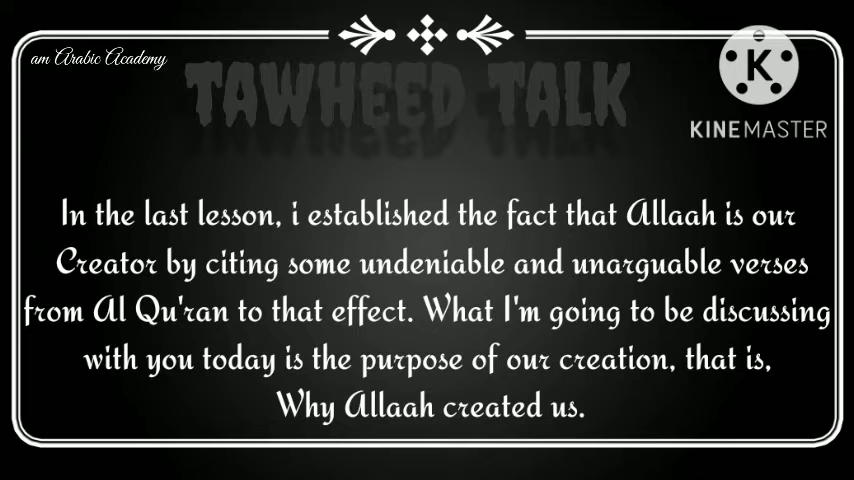 am Arabic Academy
TAWHEED TALK
KINEMASTER
In the last lesson, i established the fact that Allaah is our
Creator by citing some undeniable and unarguable verses
from Al Qu'ran to that effect. What I'm going to be discussing
with you today is the purpose of our creation, that is,
Why Allaah created us.